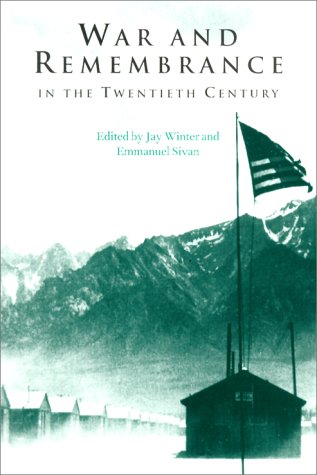 WAR AND
REMEMBRANCE
IN THE TWENTIETH CENTURY
Edited by Jay Winter and
Emmanuel Sivan